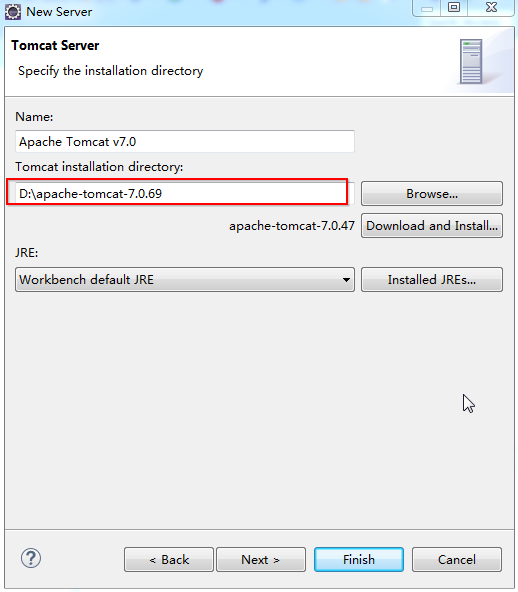 New Server
Tomcat Server
Specify the installation directory
Name:
Apache Tomcat v7.0
Tomcat installation directory:
D:\apache-tomcat-7.0.69
Browse...
apache-tomcat-7.0.47
Download and Install...
JRE:
Workbench default JRE
Installed JREs...
?
< Back
Next >
Finish
Cancel